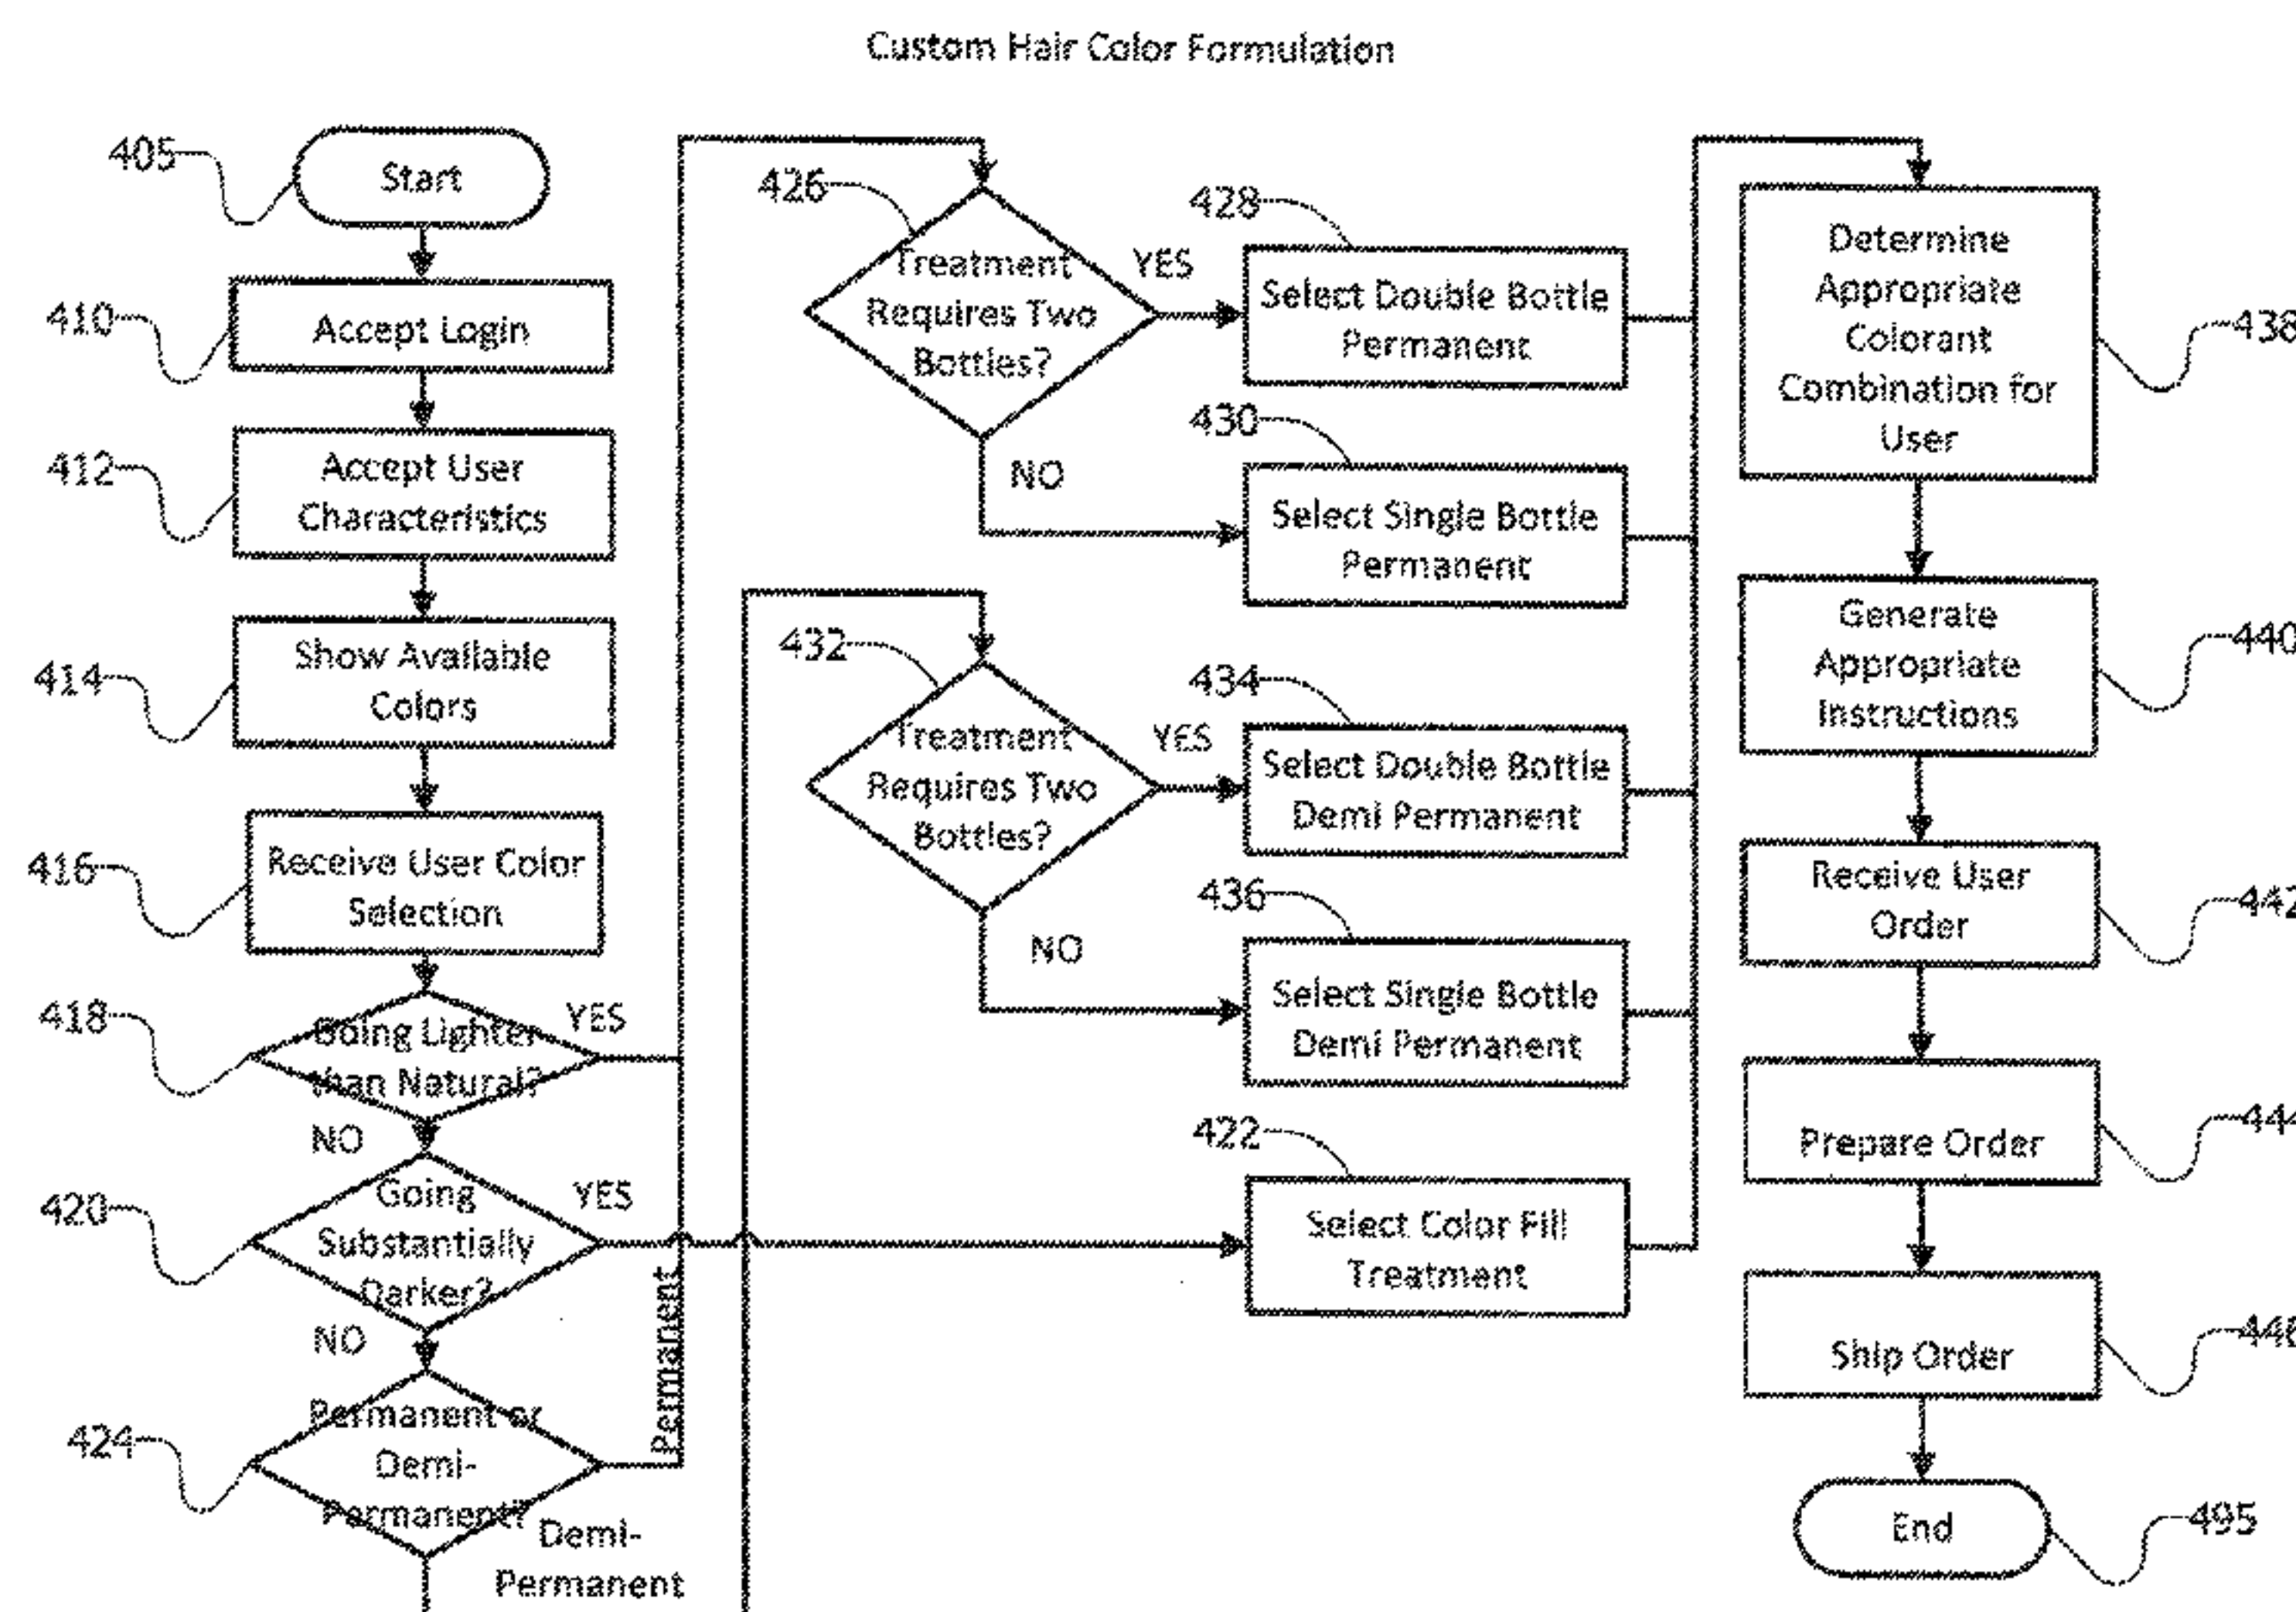 Custom Hair Color Formulation
405
Start
410
Accept Login
412
Accept User
Characteristics
414
Show Available
Colors
416
Receive User Color
Selection
418
Going Lighter
than Natural?
YES
NO
420
Going
Substantially
Darker?
YES
NO
424
Permanent or
Demi-
Permanent?
Permanent
Demi-
Permanent
426
Treatment
Requires Two
Bottles?
YES
NO
428
Select Double Bottle
Permanent
430
Select Single Bottle
Permanent
432
Treatment
Requires Two
Bottles?
YES
NO
434
Select Double Bottle
Demi Permanent
436
Select Single Bottle
Demi Permanent
422
Select Color Fill
Treatment
Determine
Appropriate
Colorant
Combination for
User
438
Generate
Appropriate
Instructions
440
Receive User
Order
442
Prepare Order
444
Ship Order
446
End
495